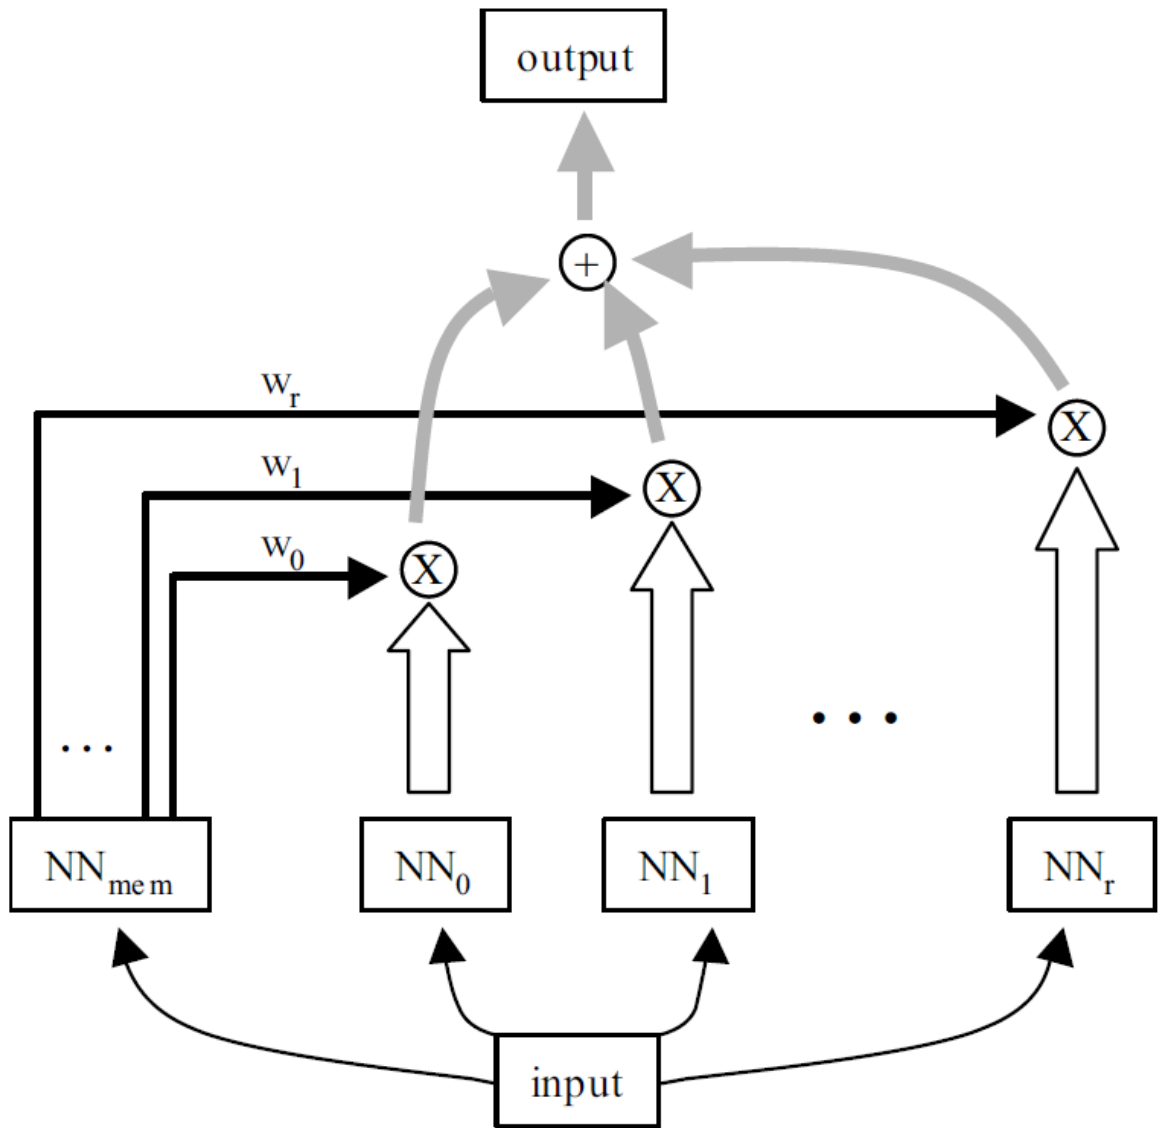 output
+
w_r
X
w_1
X
w_0
X
. . .
. . .
NN_mem NN_0 NN_1 NN_r
input